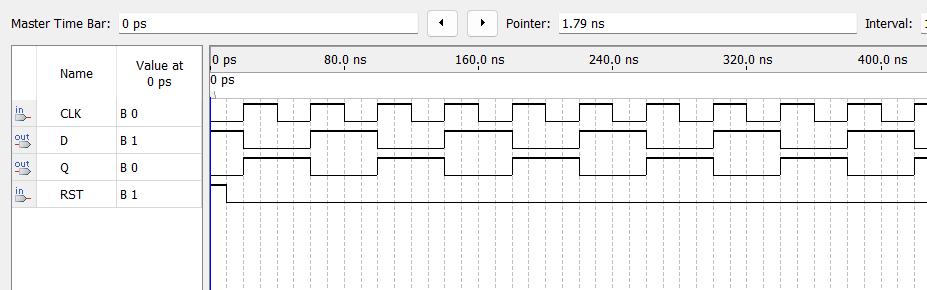 Master Time Bar: 0 ps Pointer: 1.79 ns Interval:
Name Value at 0 ps
0 ps 80.0 ns 160.0 ns 240.0 ns 320.0 ns 400.0 ns
0 ps
in CLK B 0
out D B 1
out Q B 0
in RST B 1